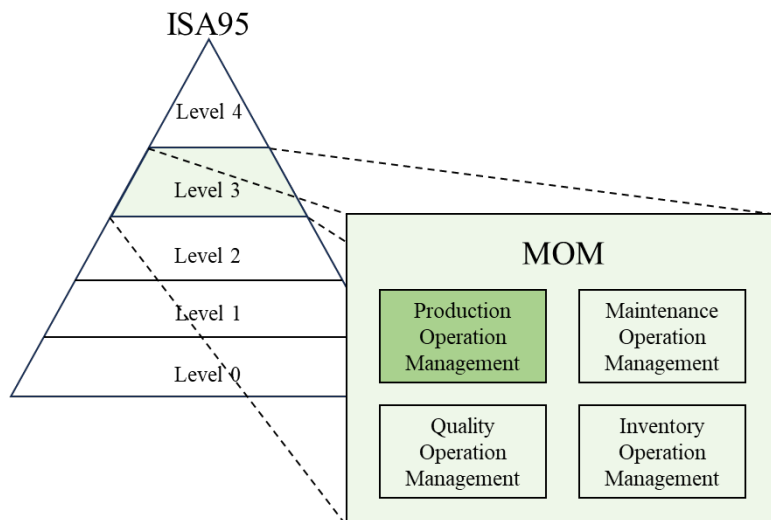 ISA95
Level 4
Level 3
Level 2
Level 1
Level 0
MOM
Production
Operation
Management
Maintenance
Operation
Management
Quality
Operation
Management
Inventory
Operation
Management